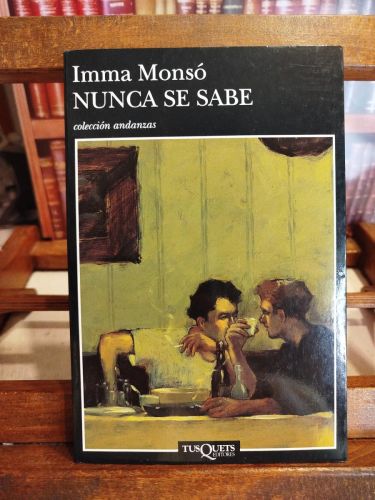 Imma Monsó
NUNCA SE SABE
colección andanzas
TUSQUETS
EDITORES